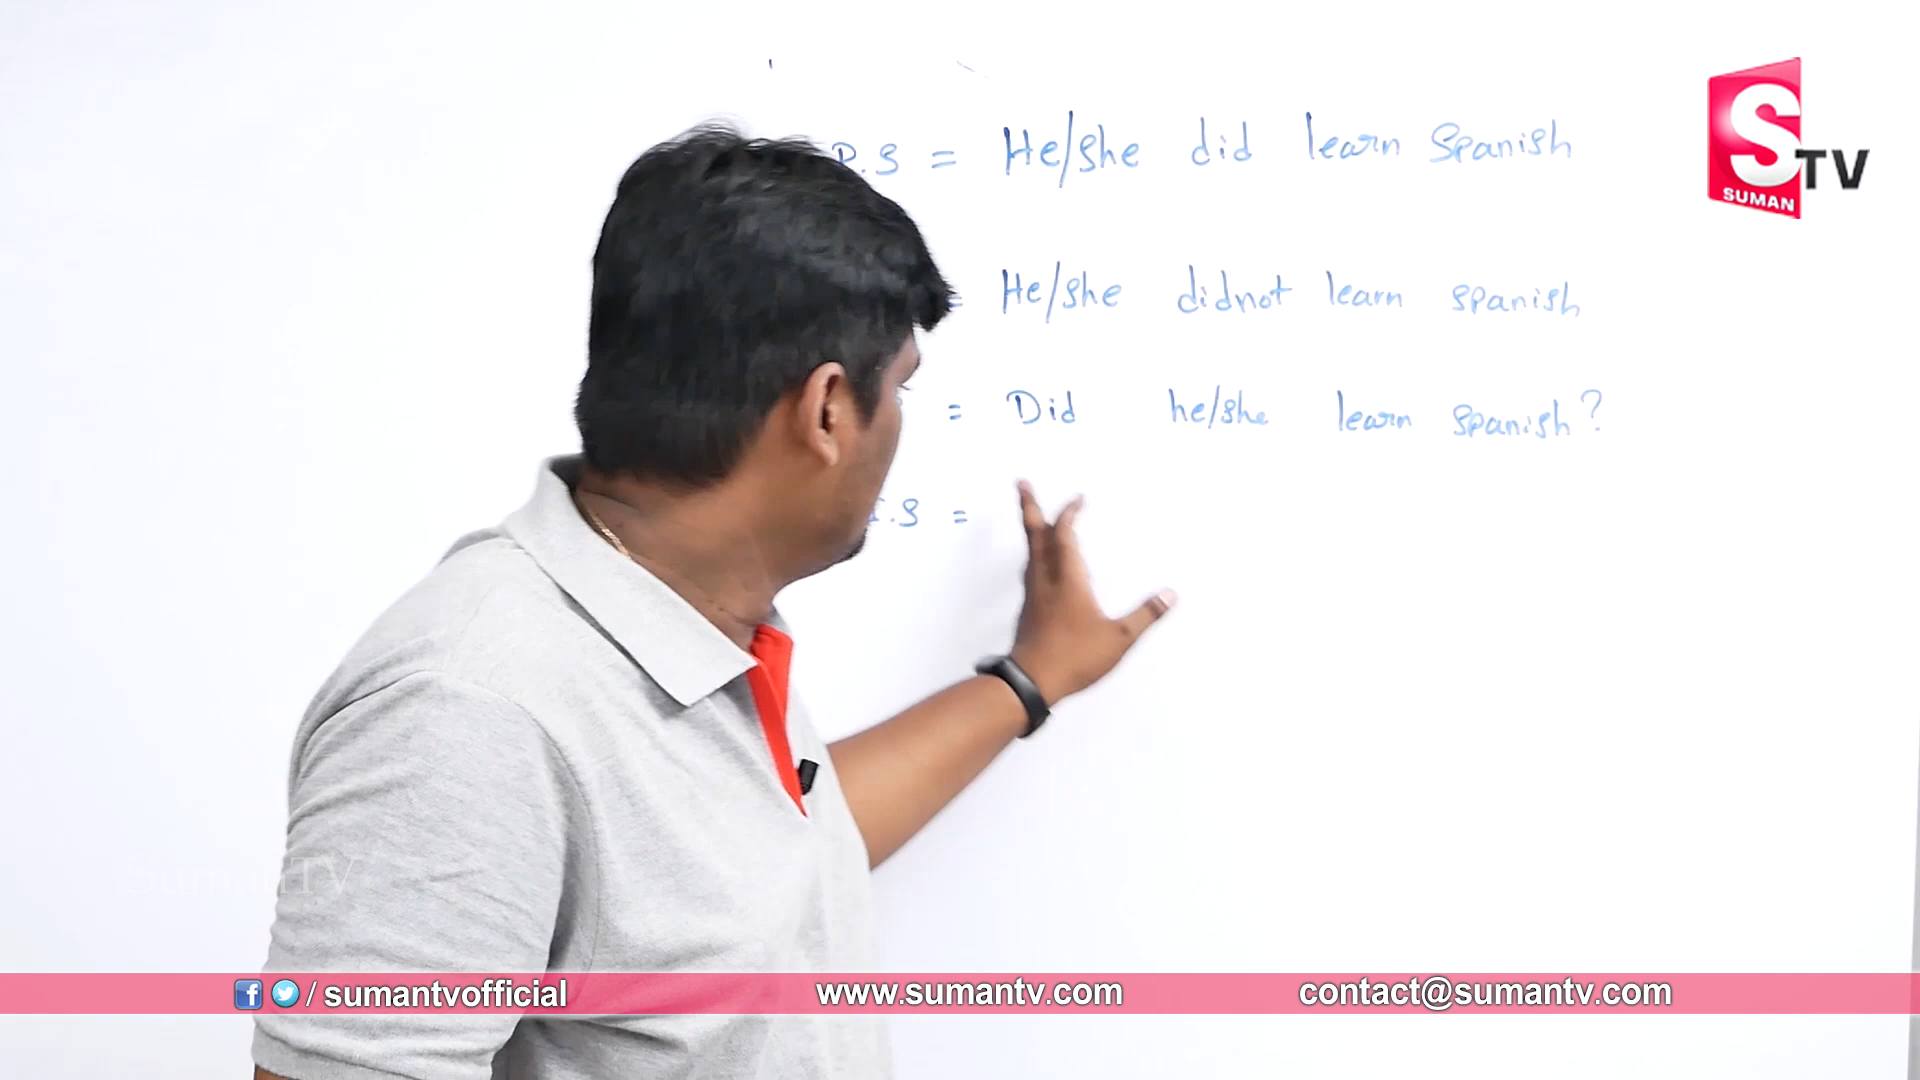 P.S = He/she did learn Spanish
= He/she didnot learn spanish
= Did he/she learn spanish?
I.S =
S TV
SUMAN
SumanTV
/ sumantvofficial
www.sumantv.com
contact@sumantv.com